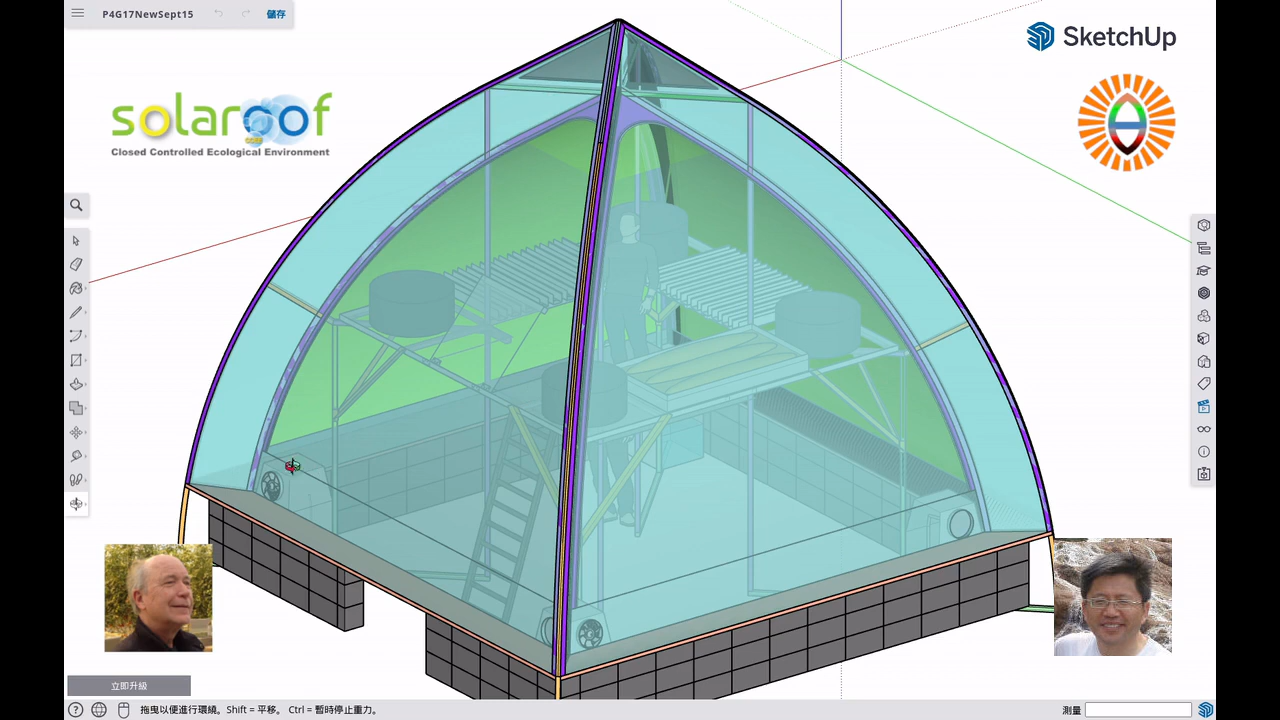 P4G17NewSept15
儲存
SketchUp
solaroof
Closed Controlled Ecological Environment
立即升級
拖曳以便進行環繞。Shift = 平移。 Ctrl = 暫時停止重力。
測量